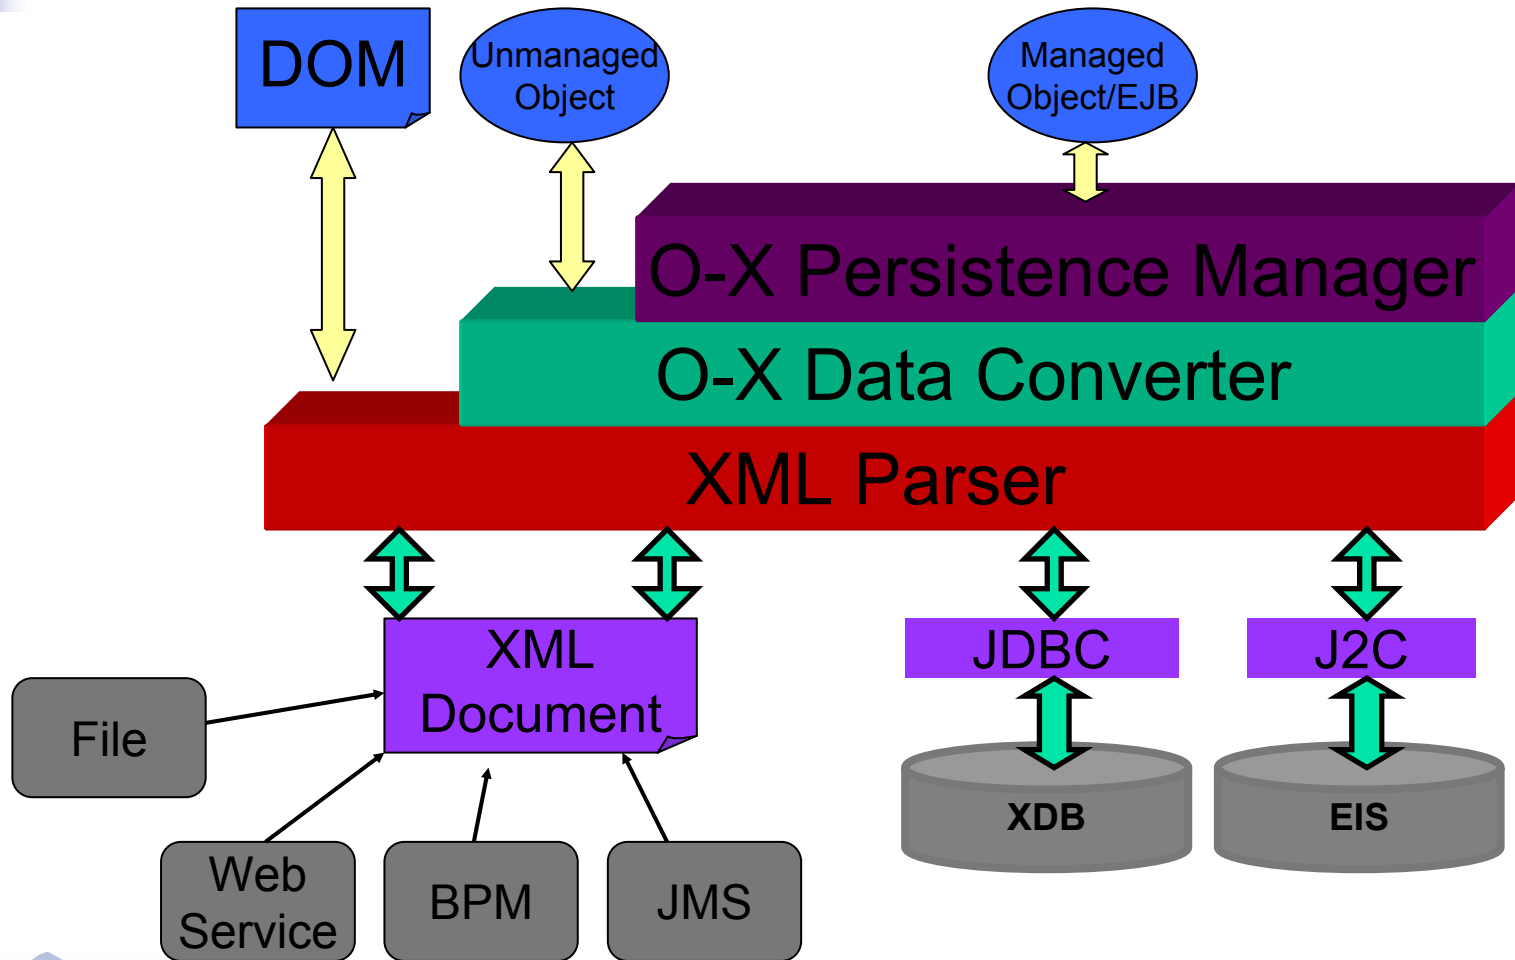 DOM
Unmanaged
Object
Managed
Object/EJB
O-X Persistence Manager
O-X Data Converter
XML Parser
XML
Document
JDBC
J2C
File
XDB
EIS
Web
Service
BPM
JMS